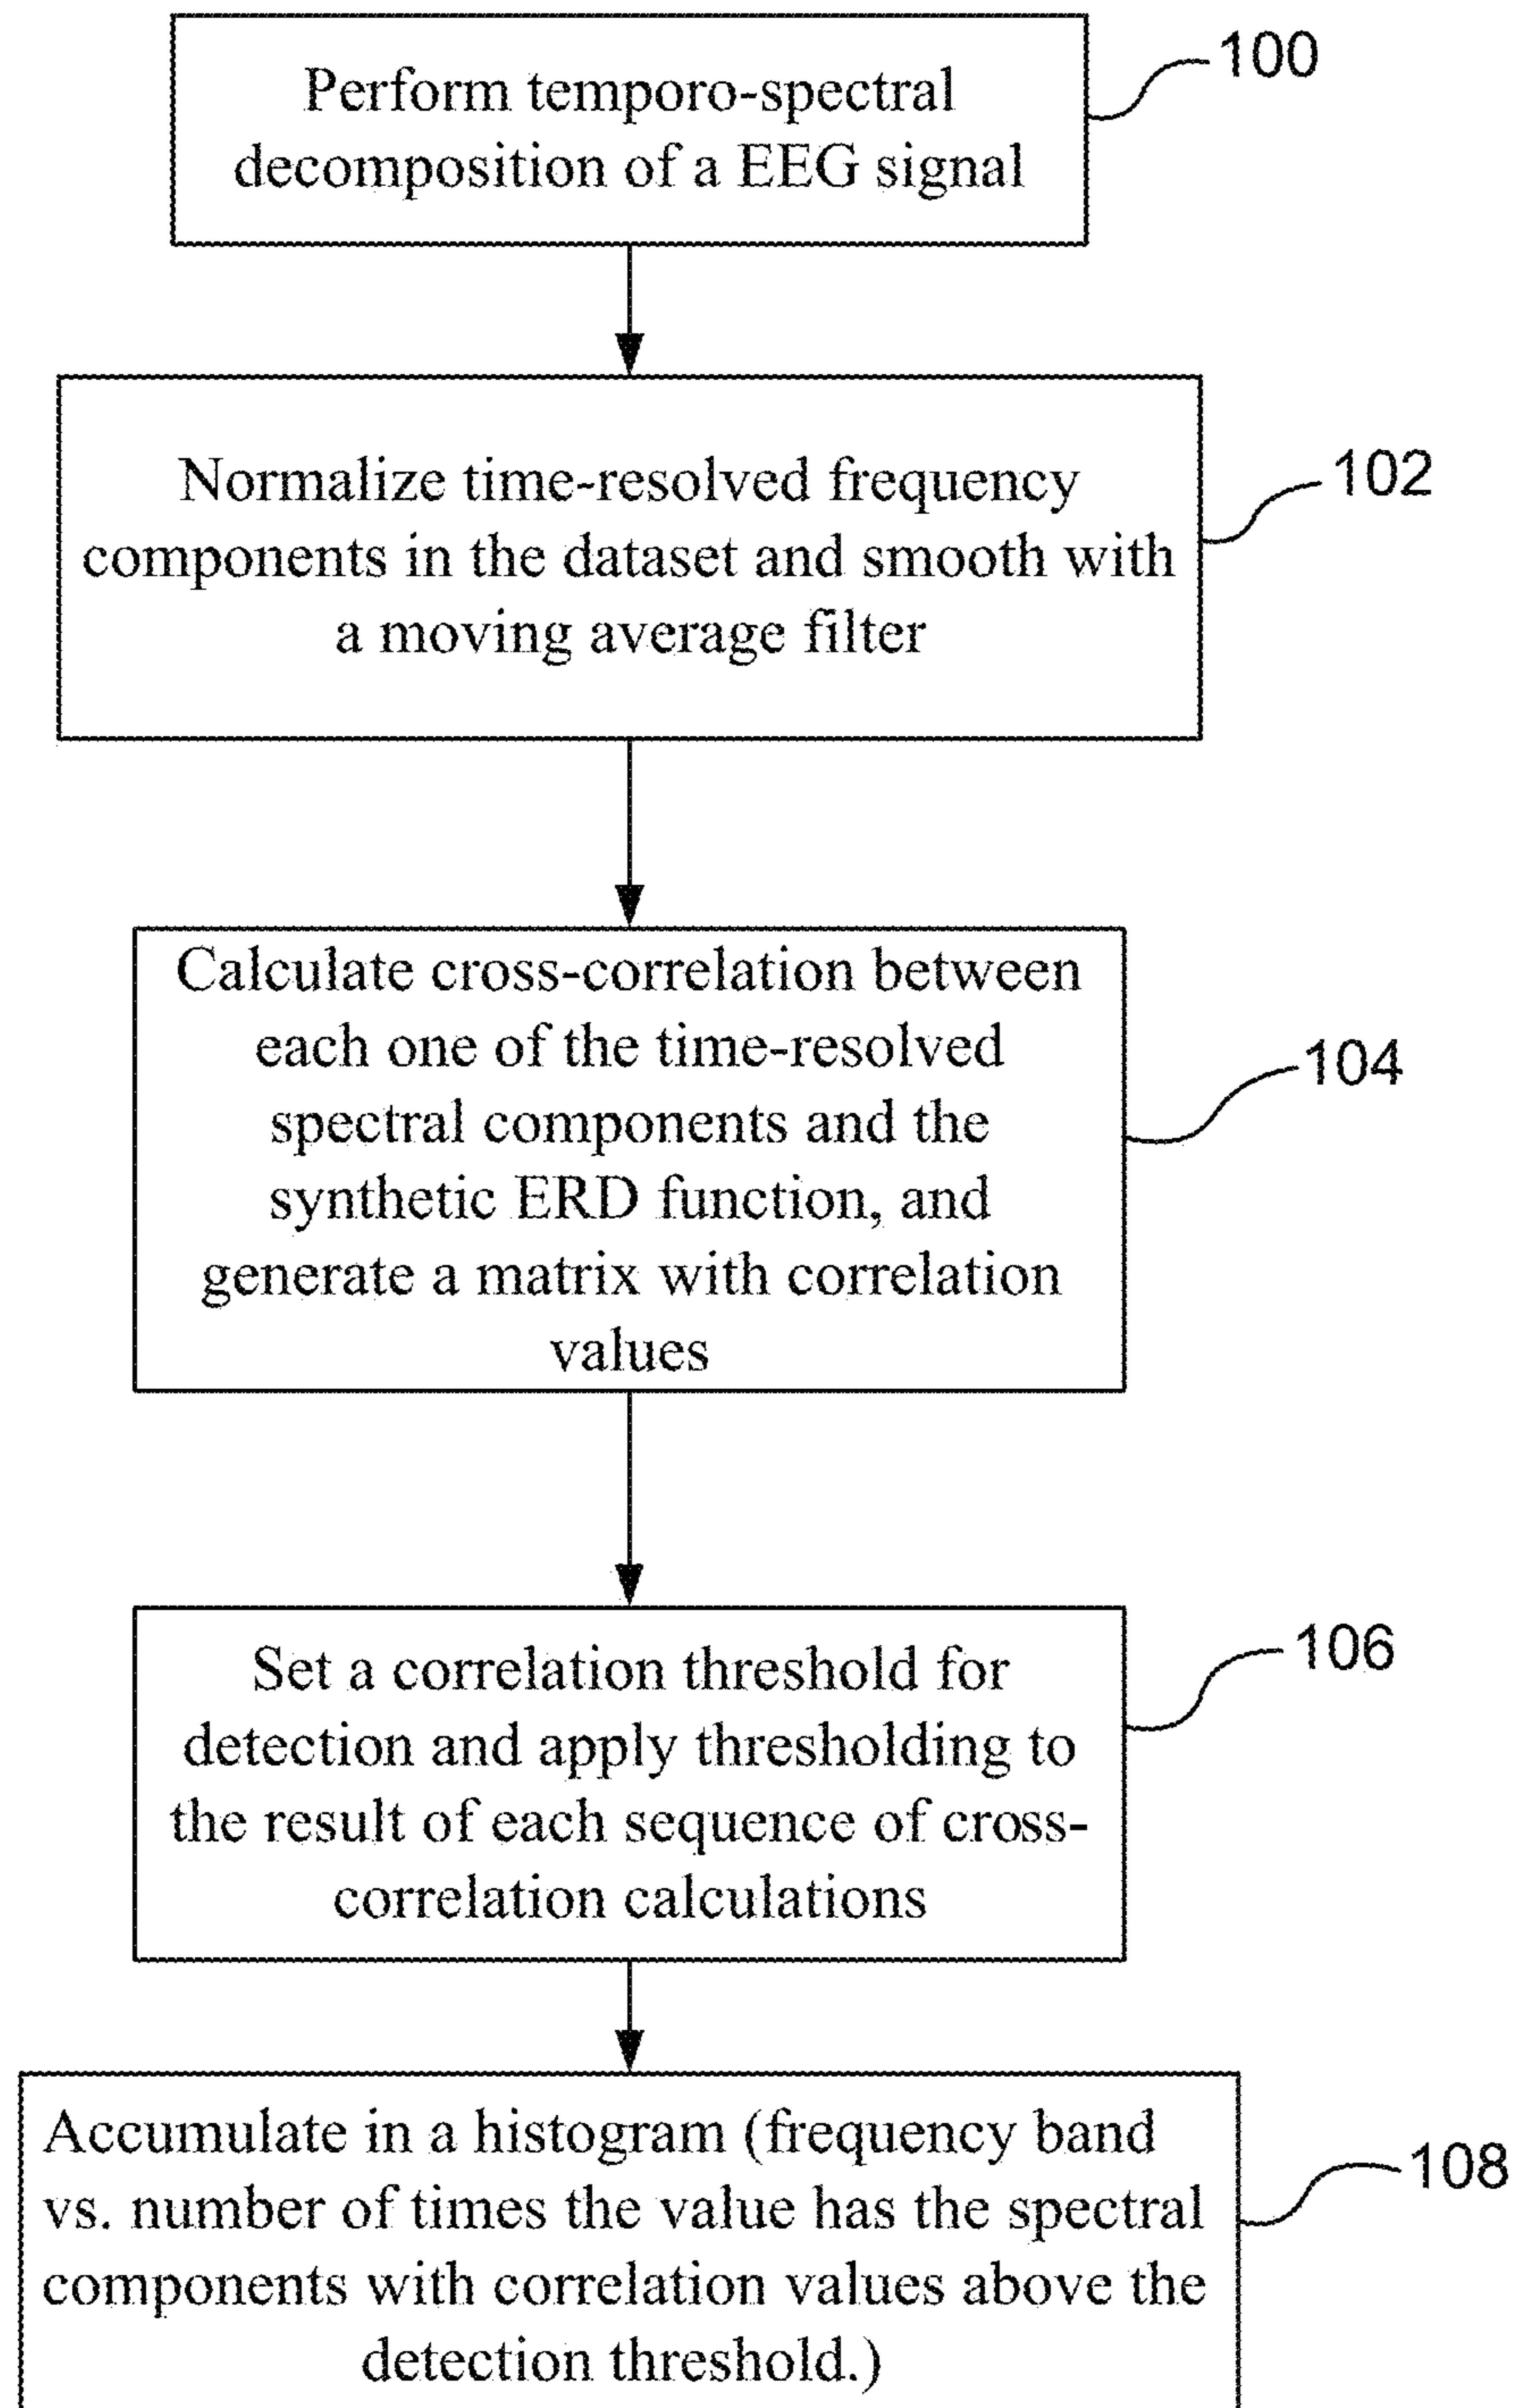 Perform temporo-spectral
decomposition of a EEG signal
100
Normalize time-resolved frequency
components in the dataset and smooth with
a moving average filter
102
Calculate cross-correlation between
each one of the time-resolved
spectral components and the
synthetic ERD function, and
generate a matrix with correlation
values
104
Set a correlation threshold for
detection and apply thresholding to
the result of each sequence of cross-
correlation calculations
106
Accumulate in a histogram (frequency band
vs. number of times the value has the spectral
components with correlation values above the
detection threshold.)
108